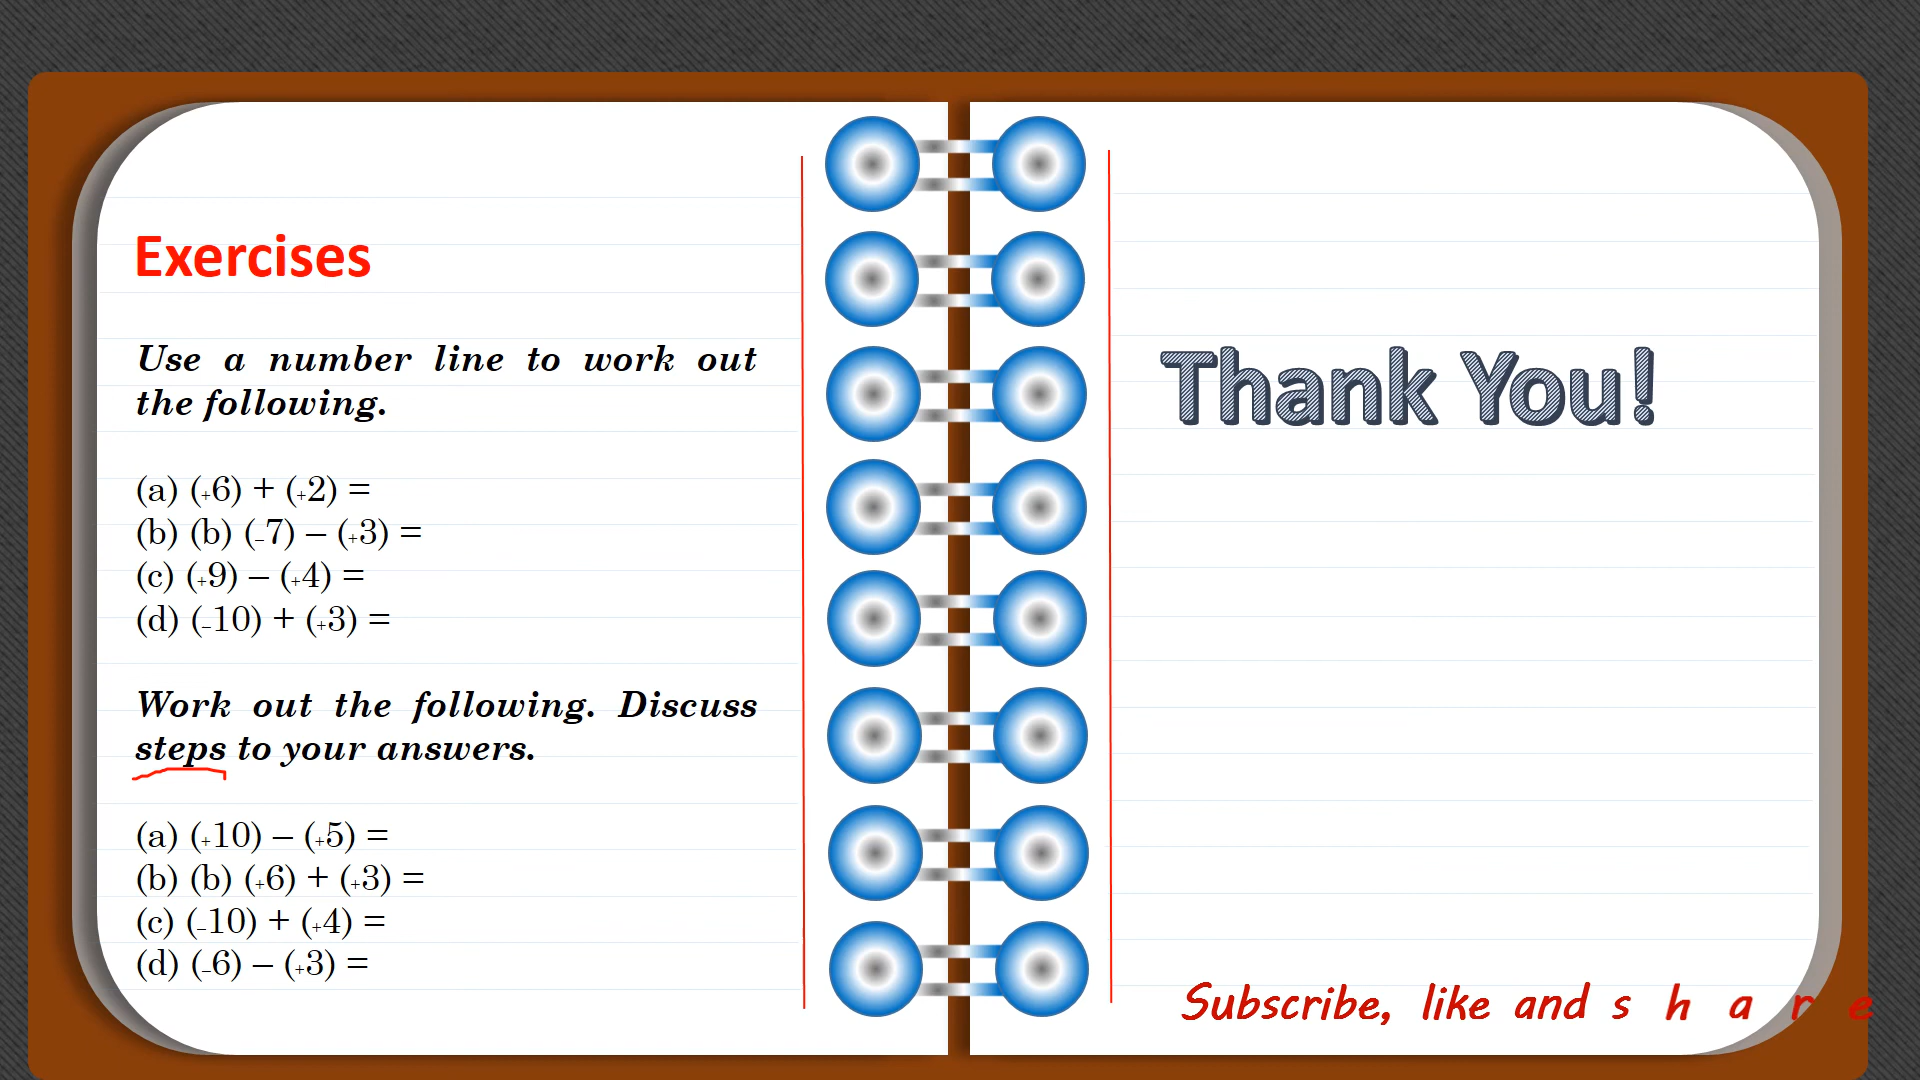 Exercises
Use a number line to work out
the following.
(a) (+6) + (+2) =
(b) (b) (–7) – (+3) =
(c) (+9) – (+4) =
(d) (–10) + (+3) =
Work out the following. Discuss
steps to your answers.
(a) (+10) – (+5) =
(b) (b) (+6) + (+3) =
(c) (–10) + (+4) =
(d) (–6) – (+3) =
Thank You!
Subscribe, like and s h a r e